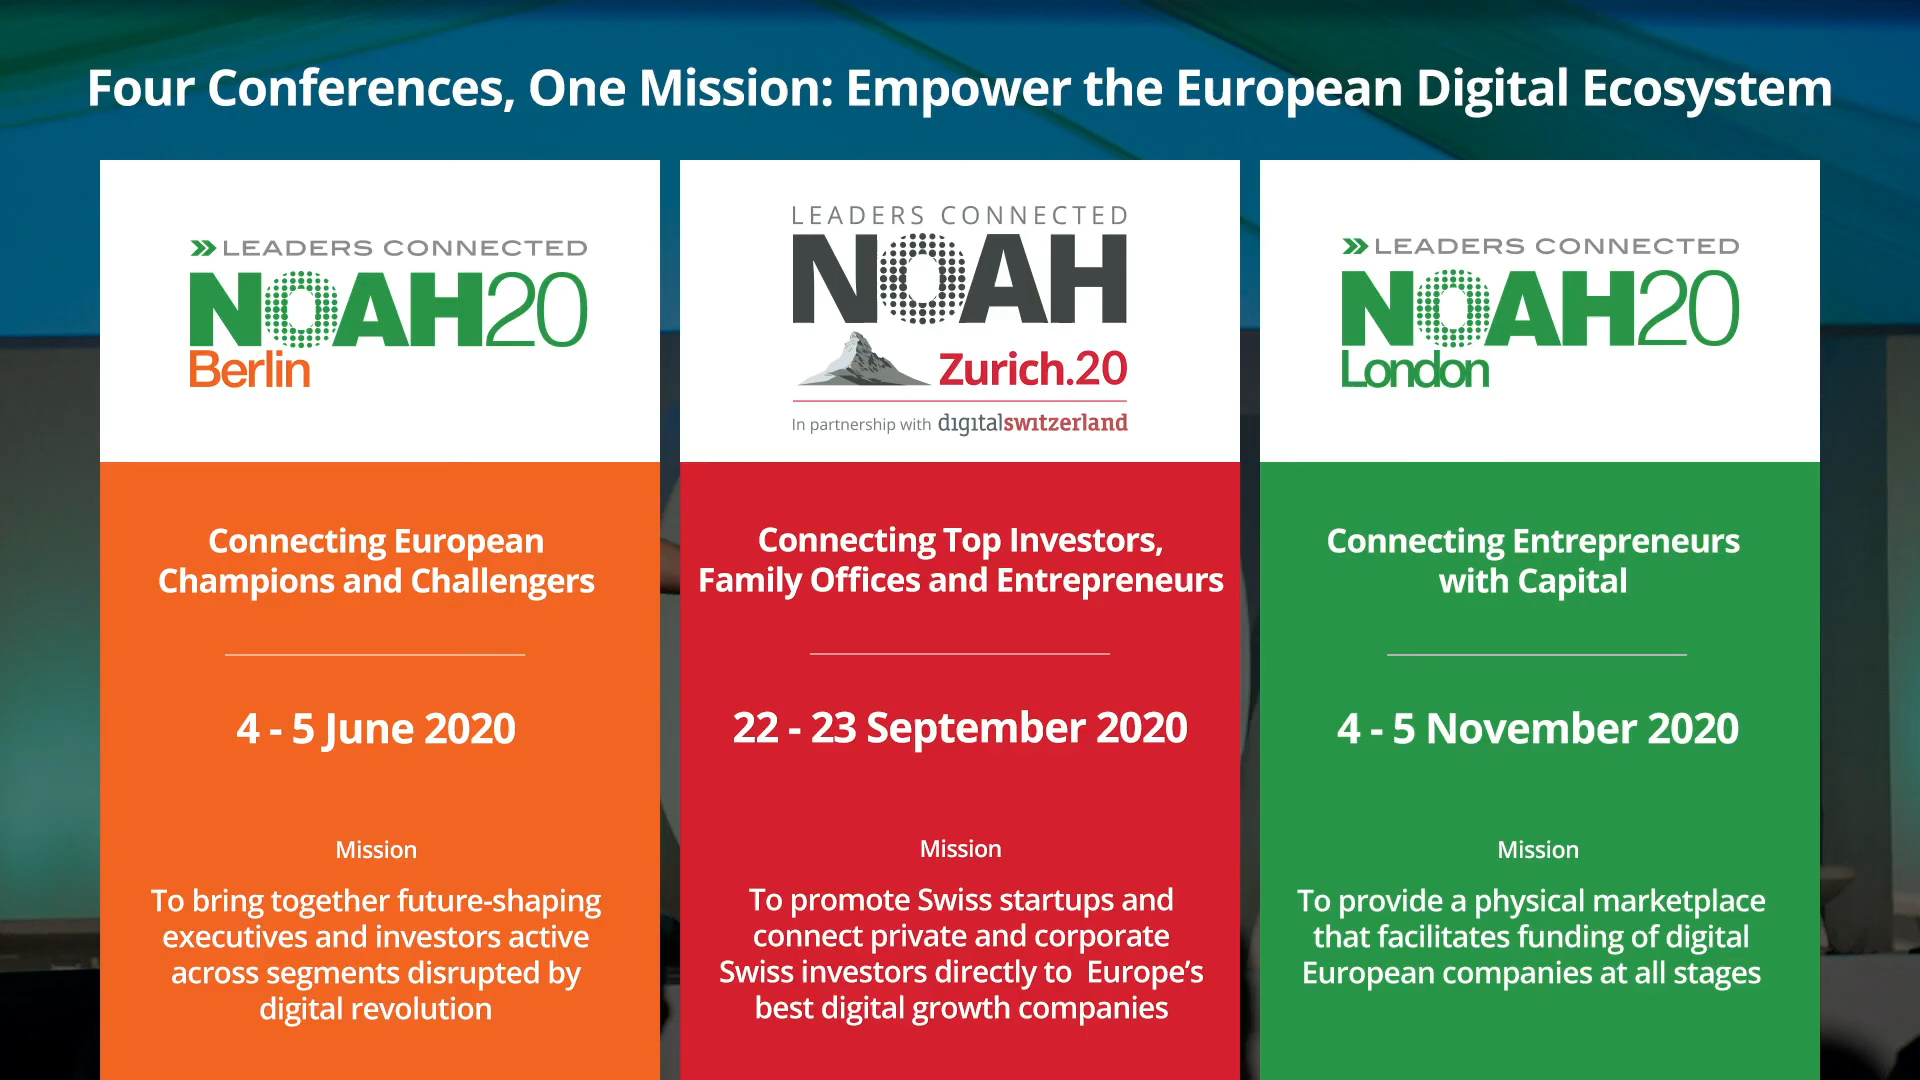 Four Conferences, One Mission: Empower the European Digital Ecosystem
LEADERS CONNECTED
NOAH20
Berlin
Connecting European
Champions and Challengers
4 - 5 June 2020
Mission
To bring together future-shaping
executives and investors active
across segments disrupted by
digital revolution
LEADERS CONNECTED
NOAH
Zurich.20
In partnership with digitalswitzerland
Connecting Top Investors,
Family Offices and Entrepreneurs
22 - 23 September 2020
Mission
To promote Swiss startups and
connect private and corporate
Swiss investors directly to Europe's
best digital growth companies
LEADERS CONNECTED
NOAH20
London
Connecting Entrepreneurs
with Capital
4 - 5 November 2020
Mission
To provide a physical marketplace
that facilitates funding of digital
European companies at all stages